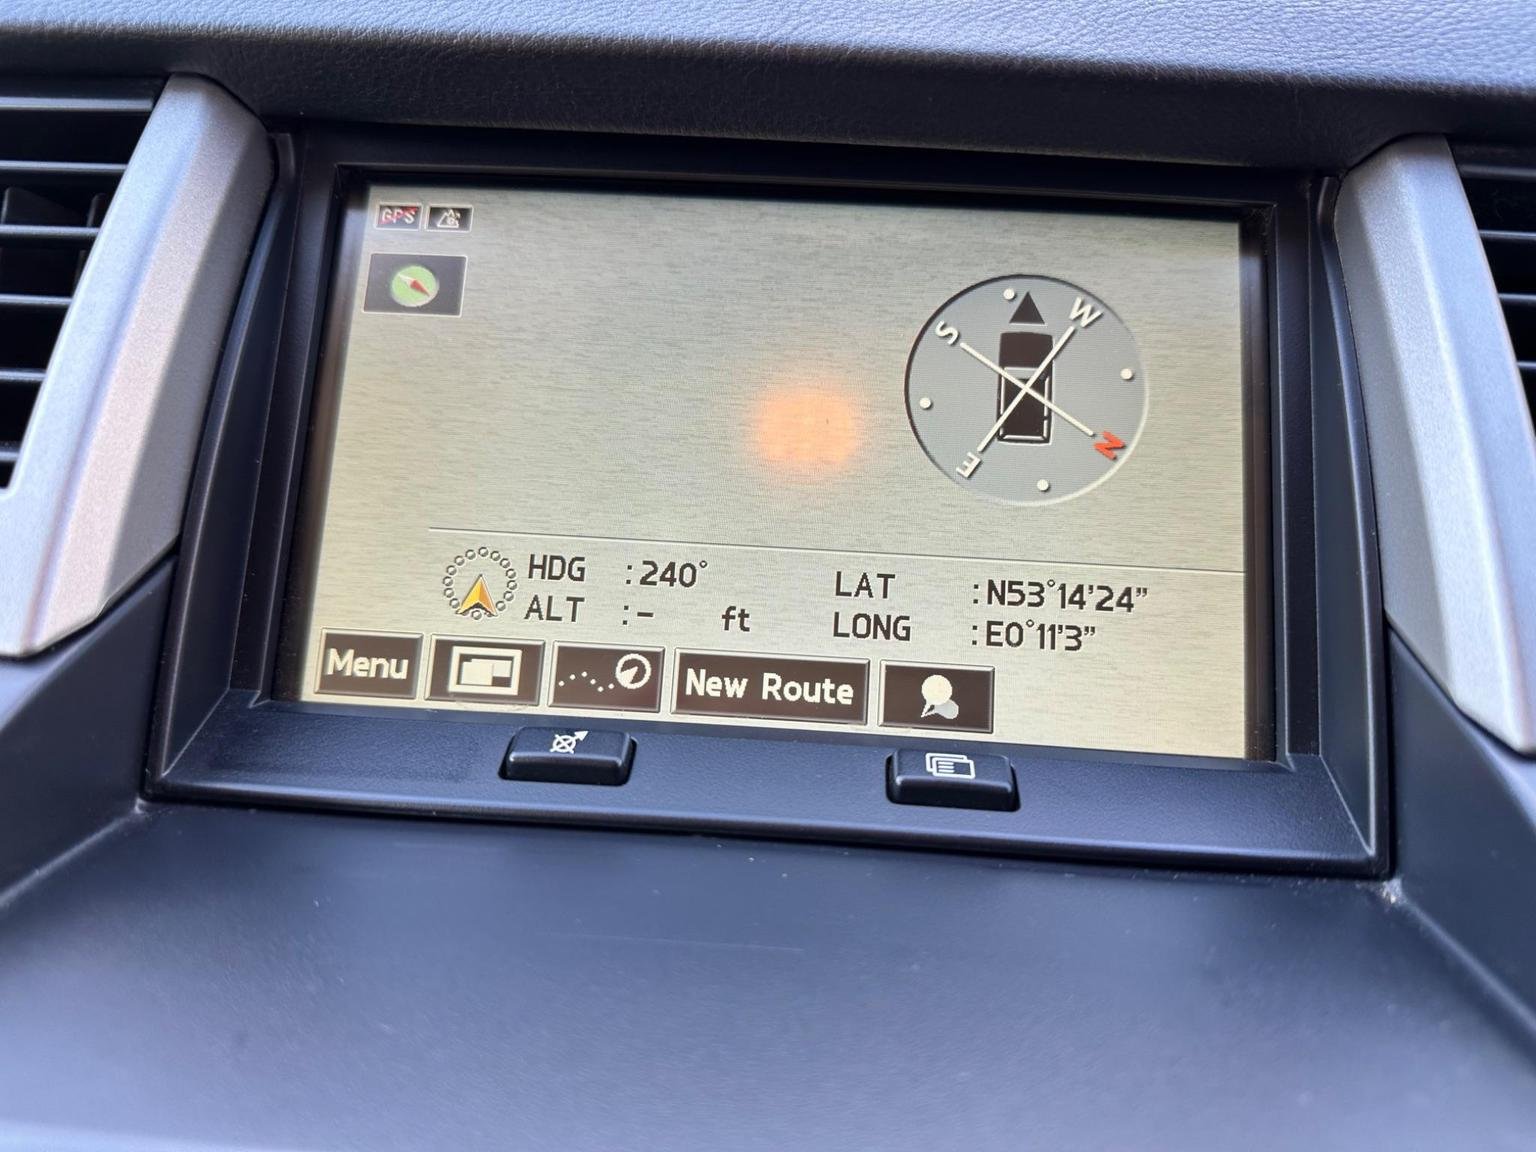 GPS
S
W
N
E
HDG :240°
ALT :- ft
LAT :N53°14'24"
LONG :E0°11'3"
Menu
New Route